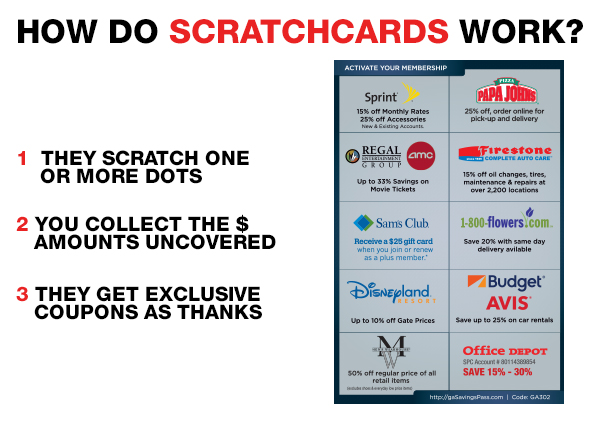 HOW DO SCRATCHCARDS WORK?
1 THEY SCRATCH ONE
OR MORE DOTS
2 YOU COLLECT THE $
AMOUNTS UNCOVERED
3 THEY GET EXCLUSIVE
COUPONS AS THANKS
ACTIVATE YOUR MEMBERSHIP
Sprint
15% off Monthly Rates
25% off Accessories
New & Existing Accounts
PIZZA
PAPA JOHNS
25% off, order online for
pick-up and delivery
REGAL
ENTERTAINMENT
GROUP
amc
Up to 33% Savings on
Movie Tickets
Firestone
COMPLETE AUTO CARE
15% off oil changes, tires,
maintenance & repairs at
over 2,200 locations
Sam's Club
Receive a $25 gift card
when you join or renew
as a plus member.*
1-800-flowers.com
Save 20% with same day
delivery avilable
Disneyland
RESORT
Up to 10% off Gate Prices
Budget
AVIS
Save up to 25% on car rentals
M
W
50% off regular price of all
retail items
Office DEPOT
SPC Account # 80114389854
SAVE 15% - 30%
http://gaSavingsPass.com | Code: GA302